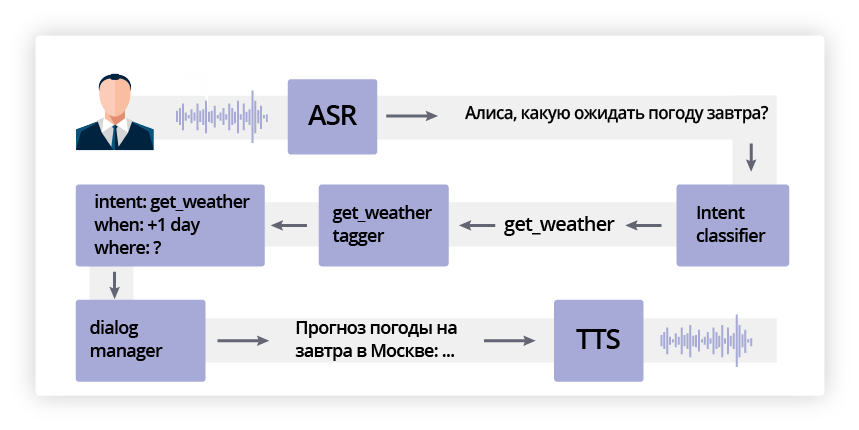 ASR
Алиса, какую ожидать погоду завтра?
Intent
classifier
get_weather
get_weather
tagger
intent: get_weather
when: +1 day
where: ?
dialog
manager
Прогноз погоды на
завтра в Москве: ...
TTS